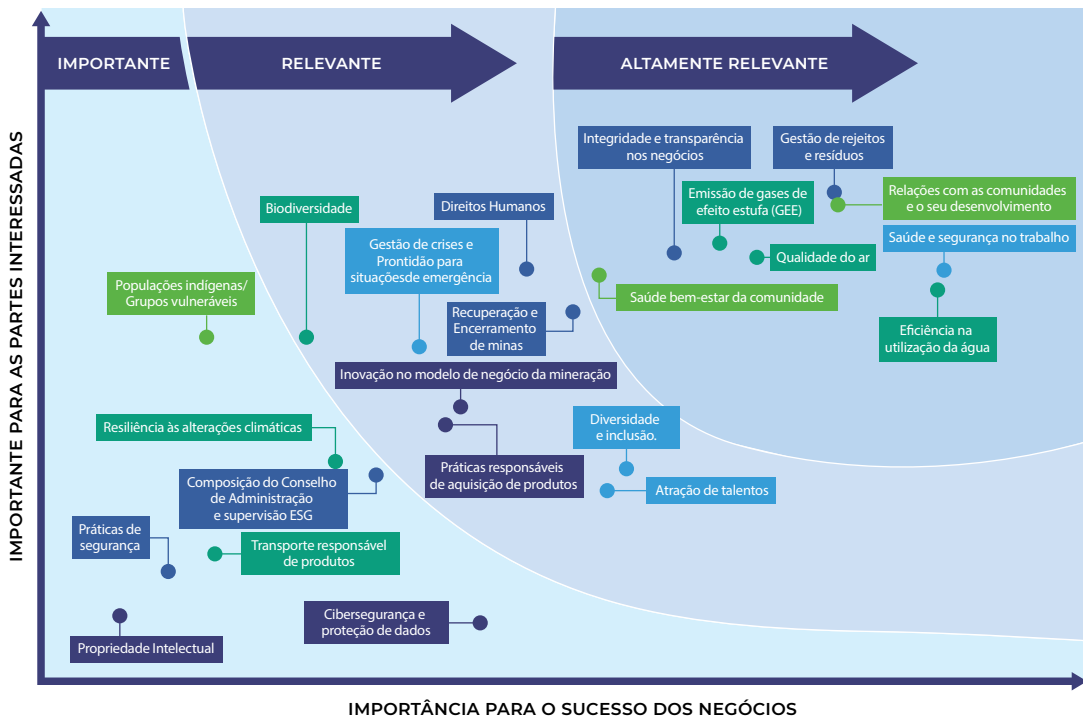 IMPORTANTE
RELEVANTE
ALTAMENTE RELEVANTE
IMPORTANTE PARA AS PARTES INTERESSADAS
Integridade e transparência
nos negócios
Gestão de rejeitos
e resíduos
Emissão de gases de
efeito estufa (GEE)
Relações com as comunidades
e o seu desenvolvimento
Biodiversidade
Direitos Humanos
Gestão de crises e
Prontidão para
situaçõesde emergência
Saúde e segurança no trabalho
Qualidade do ar
Populações indígenas/
Grupos vulneráveis
Saúde bem-estar da comunidade
Recuperação e
Encerramento
de minas
Eficiência na
utilização da água
Inovação no modelo de negócio da mineração
Resiliência às alterações climáticas
Diversidade
e inclusão.
Práticas responsáveis
de aquisição de produtos
Atração de talentos
Composição do Conselho
de Administração
e supervisão ESG
Práticas de
segurança
Transporte responsável
de produtos
Cibersegurança e
proteção de dados
Propriedade Intelectual
IMPORTÂNCIA PARA O SUCESSO DOS NEGÓCIOS